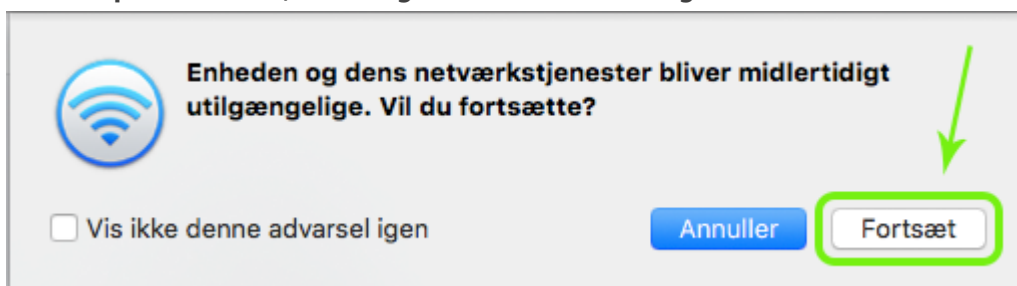 Enheden og dens netværkstjenester bliver midlertidigt
utilgængelige. Vil du fortsætte?
Vis ikke denne advarsel igen
Annuller
Fortsæt